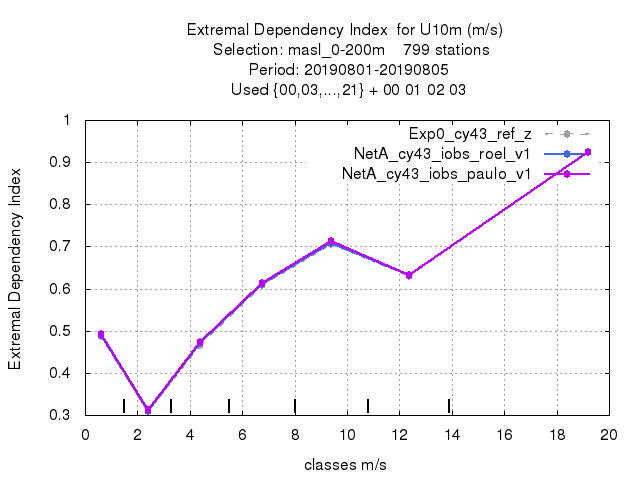 Extremal Dependency Index  for U10m (m/s)
Selection: masl_0-200m    799 stations
Period: 20190801-20190805
Used {00,03,...,21} + 00 01 02 03
Exp0_cy43_ref_z
NetA_cy43_iobs_roel_v1
NetA_cy43_iobs_paulo_v1
Extremal Dependency Index
1
0.9
0.8
0.7
0.6
0.5
0.4
0.3
0 2 4 6 8 10 12 14 16 18 20
classes m/s